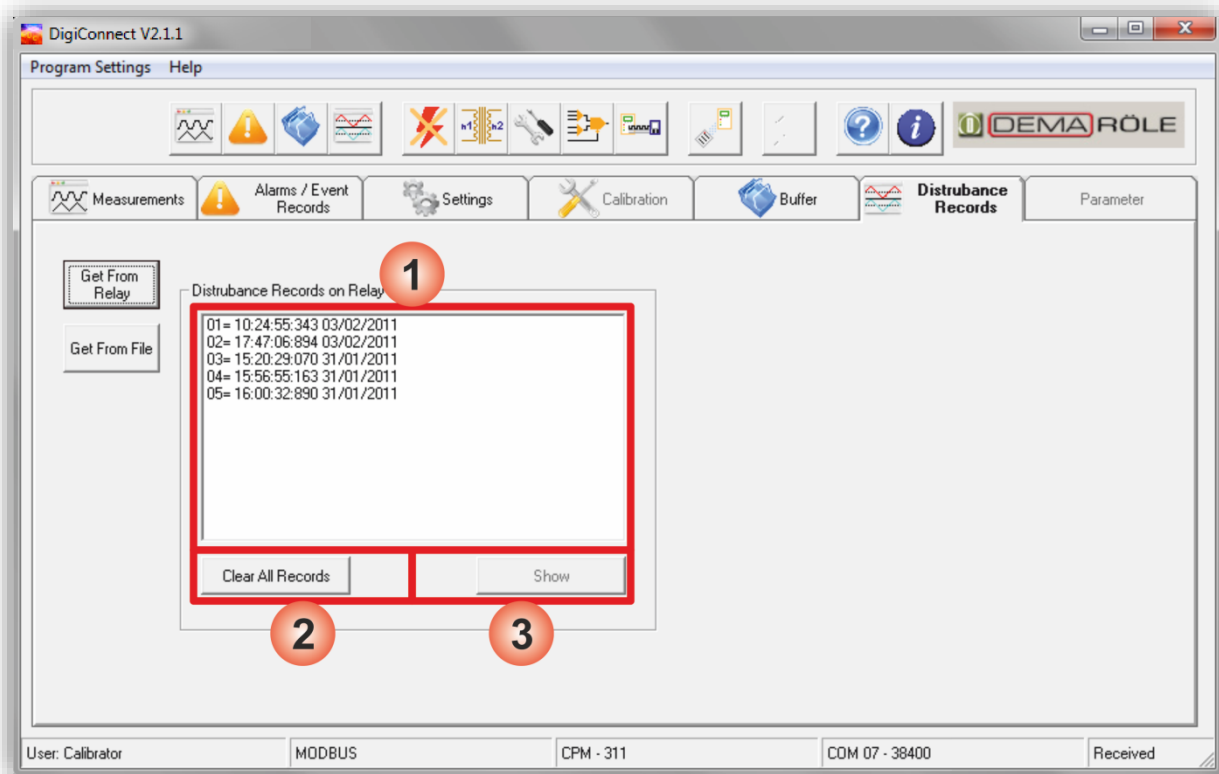 DigiConnect V2.1.1
Program Settings Help
n1 n2
DEMA RÖLE
Measurements
Alarms / Event
Records
Settings
Calibration
Buffer
Distrubance
Records
Parameter
Get From
Relay
Get From File
1
Distrubance Records on Relay
01= 10:24:55:343 03/02/2011
02= 17:47:06:894 03/02/2011
03= 15:20:29:070 31/01/2011
04= 15:56:55:163 31/01/2011
05= 16:00:32:890 31/01/2011
Clear All Records
Show
2
3
User: Calibrator
MODBUS
CPM - 311
COM 07 - 38400
Received